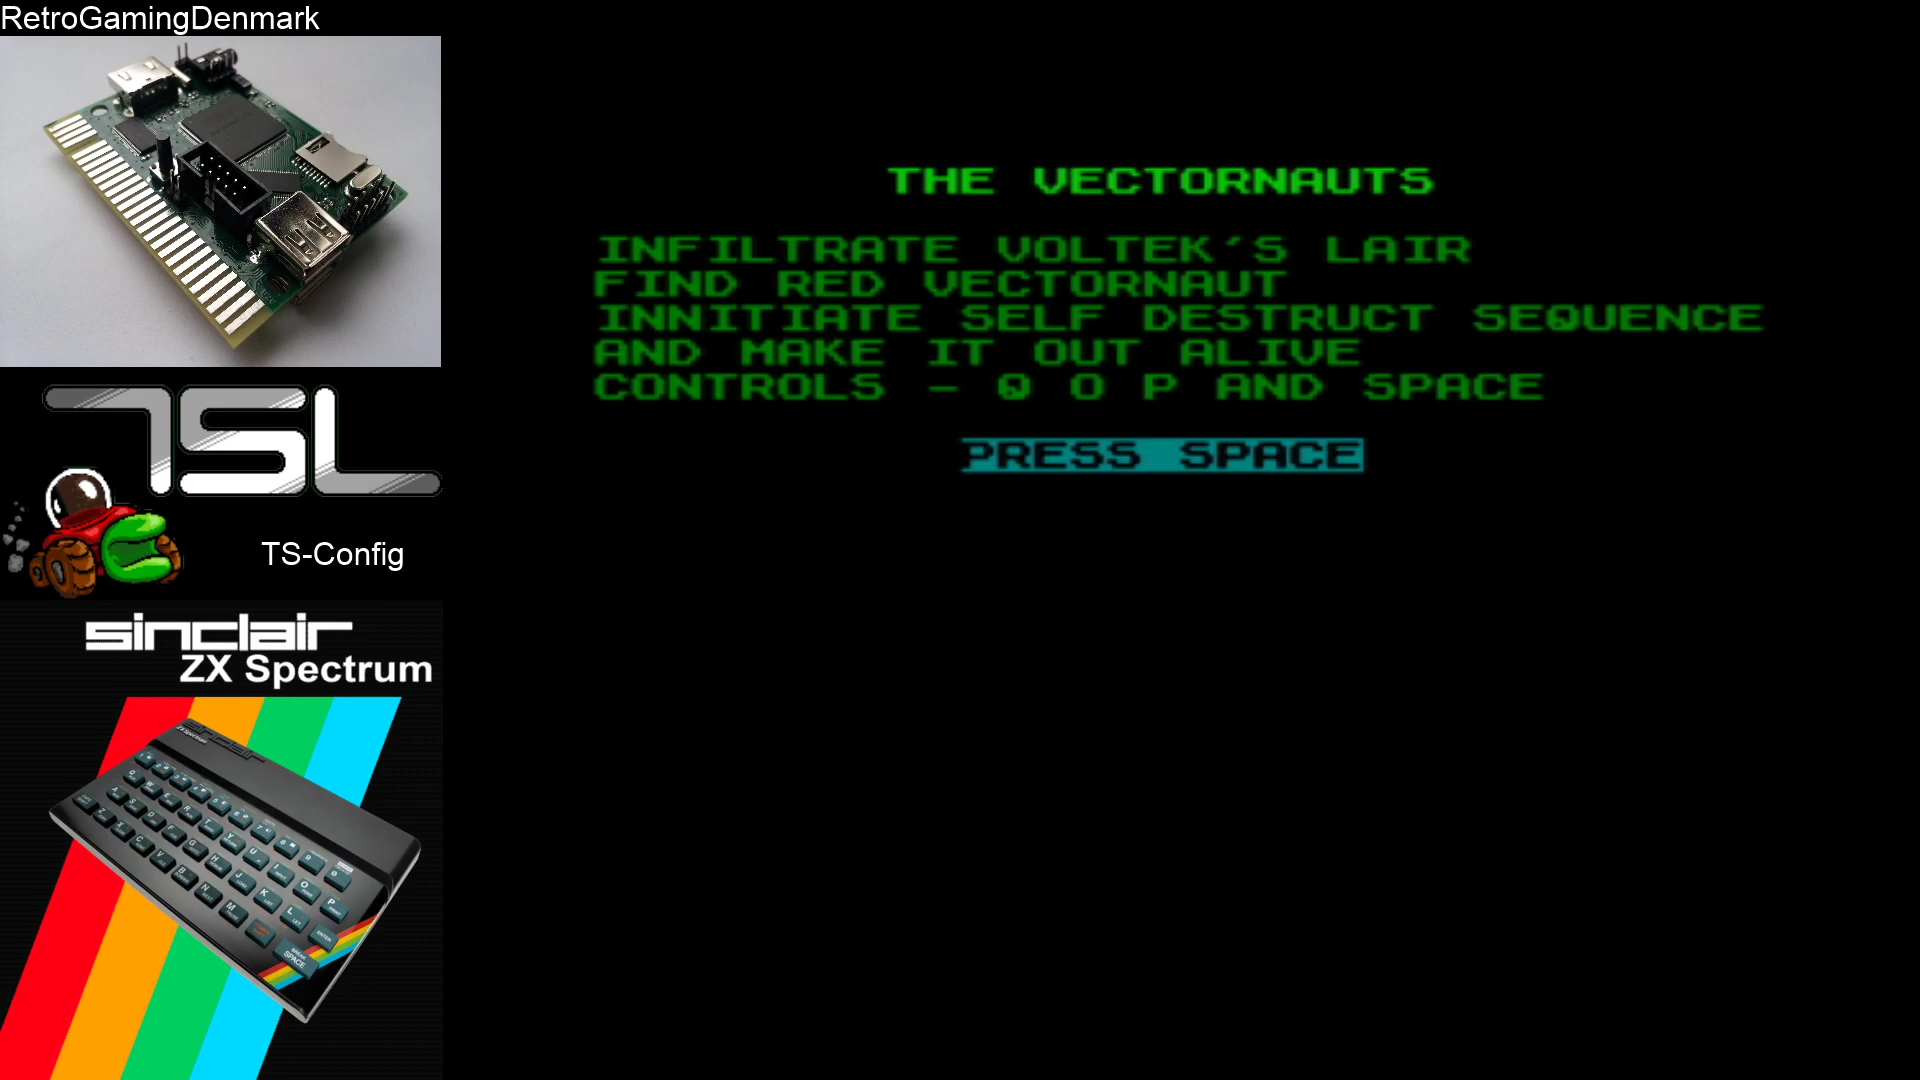 RetroGamingDenmark
THE VECTORNAUTS
INFILTRATE VOLTEK'S LAIR
FIND RED VECTORNAUT
INNITIATE SELF DESTRUCT SEQUENCE
AND MAKE IT OUT ALIVE
CONTROLS - Q O P AND SPACE
PRESS SPACE
TSL
TS-Config
sinclair
ZX Spectrum